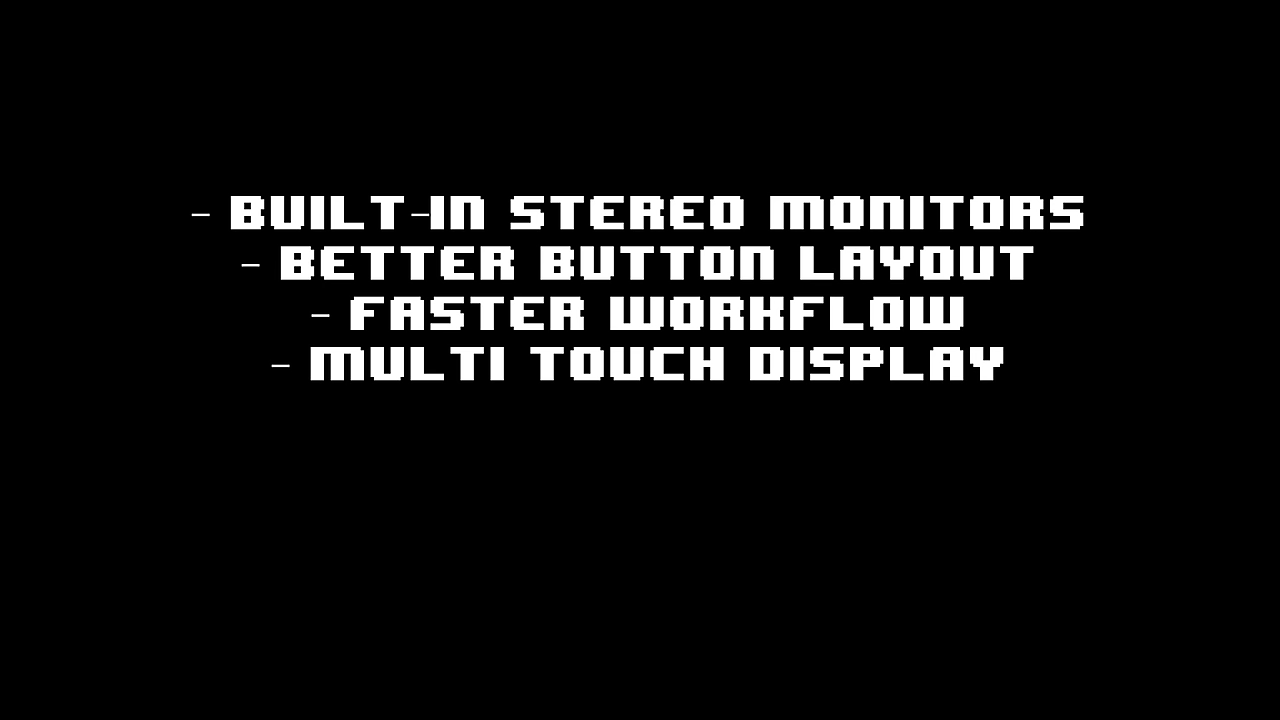 - BUILT-IN STEREO MONITORS
- BETTER BUTTON LAYOUT
- FASTER WORKFLOW
- MULTI TOUCH DISPLAY